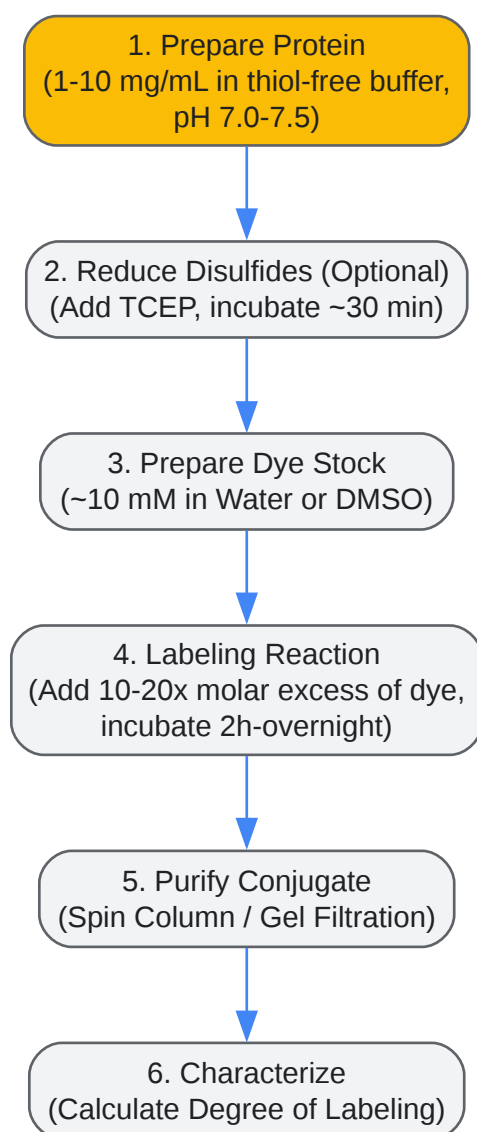 1. Prepare Protein
(1-10 mg/mL in thiol-free buffer,
pH 7.0-7.5)
2. Reduce Disulfides (Optional)
(Add TCEP, incubate ~30 min)
3. Prepare Dye Stock
(~10 mM in Water or DMSO)
4. Labeling Reaction
(Add 10-20x molar excess of dye,
incubate 2h-overnight)
5. Purify Conjugate
(Spin Column / Gel Filtration)
6. Characterize
(Calculate Degree of Labeling)